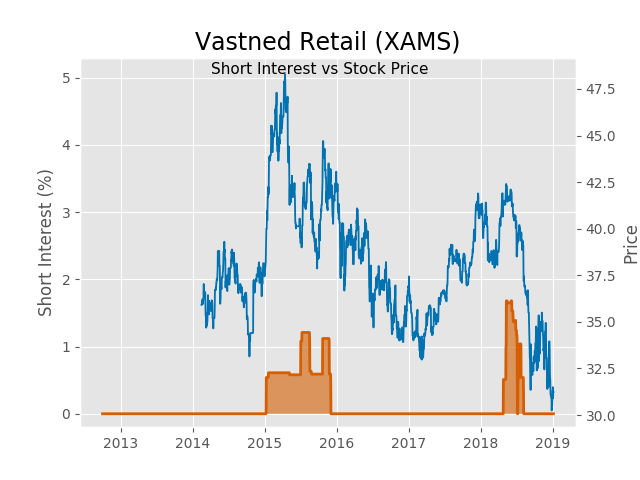 Vastned Retail (XAMS)
Short Interest vs Stock Price
Short Interest (%)
5
4
3
2
1
0
47.5
45.0
42.5
40.0
37.5
35.0
32.5
30.0
Price
2013 2014 2015 2016 2017 2018 2019